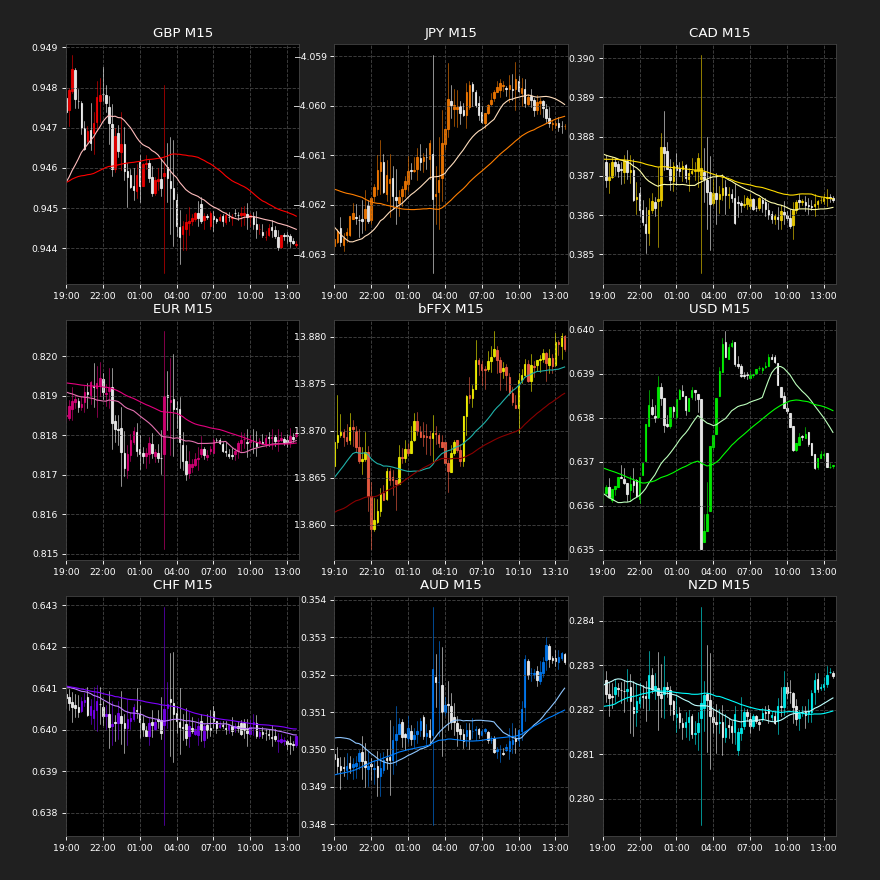 GBP M15
0.949
0.948
0.947
0.946
0.945
0.944
19:00 22:00 01:00 04:00 07:00 10:00 13:00
JPY M15
−4.059
4.060
4.061
4.062
−4.063
19:00 22:00 01:00 04:00 07:00 10:00 13:00
CAD M15
0.390
0.389
0.388
0.387
0.386
0.385
19:00 22:00 01:00 04:00 07:00 10:00 13:00
EUR M15
0.820
0.819
0.818
0.817
0.816
0.815
19:00 22:00 01:00 04:00 07:00 10:00 13:00
bFFX M15
13.880
13.875
13.870
13.865
13.860
19:10 22:10 01:10 04:10 07:10 10:10 13:10
USD M15
0.640
0.639
0.638
0.637
0.636
0.635
19:00 22:00 01:00 04:00 07:00 10:00 13:00
CHF M15
0.643
0.642
0.641
0.640
0.639
0.638
19:00 22:00 01:00 04:00 07:00 10:00 13:00
AUD M15
0.354
0.353
0.352
0.351
0.350
0.349
0.348
19:00 22:00 01:00 04:00 07:00 10:00 13:00
NZD M15
0.284
0.283
0.282
0.281
0.280
19:00 22:00 01:00 04:00 07:00 10:00 13:00